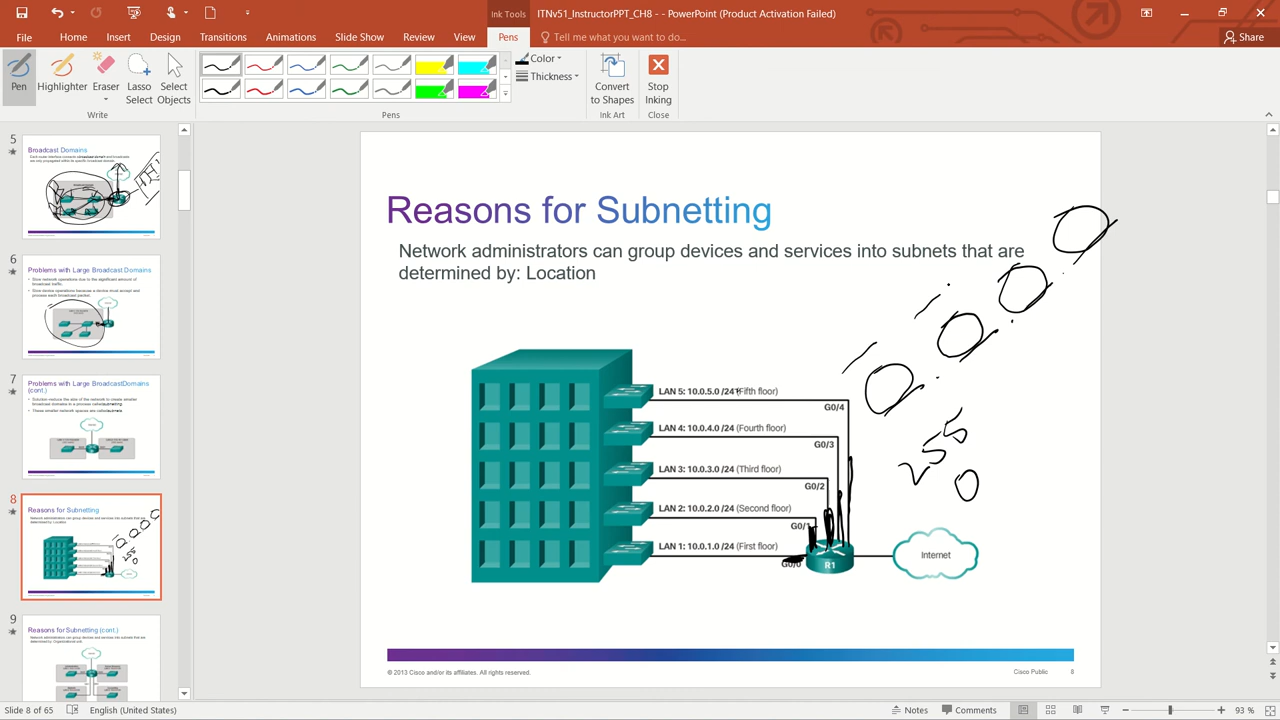 Ink Tools
ITNv51_InstructorPPT_CH8 - - PowerPoint (Product Activation Failed)
File Home Insert Design Transitions Animations Slide Show Review View Pens Tell me what you want to do... Share
Pen Highlighter Eraser Lasso Select Select Objects
Color
Thickness
Convert to Shapes
Stop Inking
Write Pens Ink Art Close
5
Broadcast Domains
6
Problems with Large Broadcast Domains
7
Problems with Large BroadcastDomains
(cont.)
8
Reasons for Subnetting
9
Reasons for Subnetting (cont.)
Reasons for Subnetting
Network administrators can group devices and services into subnets that are
determined by: Location
LAN 5: 10.0.5.0 /24 (Fifth floor)
G0/4
LAN 4: 10.0.4.0 /24 (Fourth floor)
G0/3
LAN 3: 10.0.3.0 /24 (Third floor)
G0/2
LAN 2: 10.0.2.0 /24 (Second floor)
G0/1
LAN 1: 10.0.1.0 /24 (First floor)
G0/0
R1
Internet
0.0.0.0
255
0
© 2013 Cisco and/or its affiliates. All rights reserved.
Cisco Public
8
Slide 8 of 65 English (United States) Notes Comments 93 %